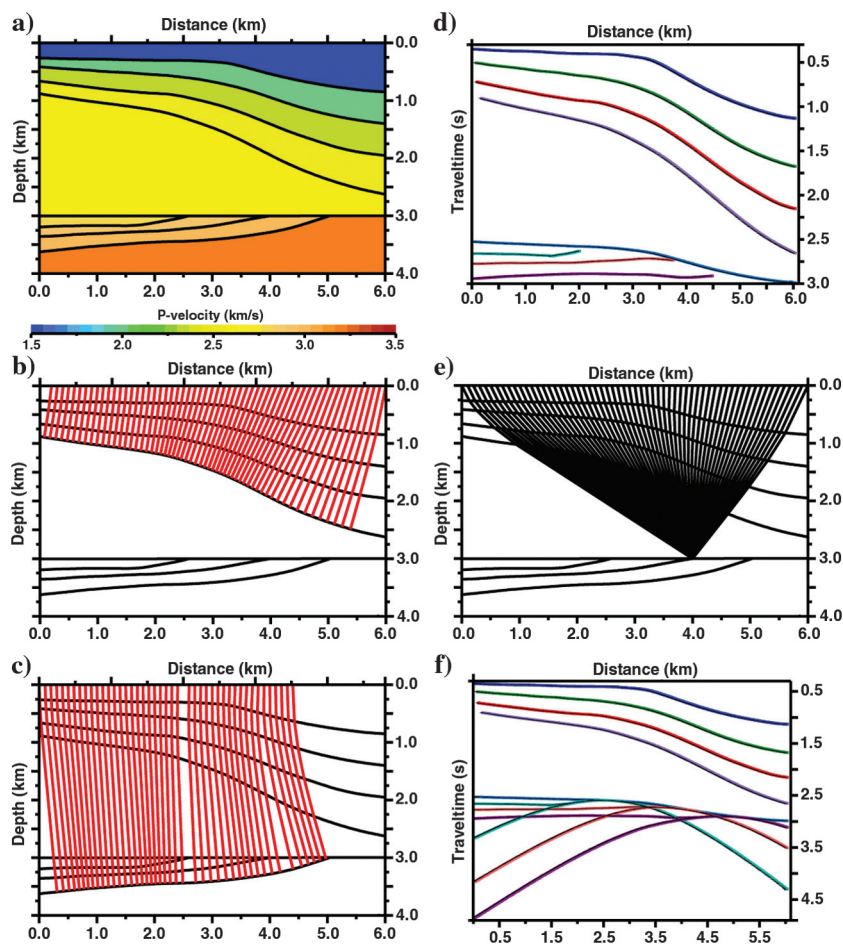 a)
Distance (km)
0.0
1.0
2.0
3.0
4.0
Depth (km)
0.0 1.0 2.0 3.0 4.0 5.0 6.0
P-velocity (km/s)
1.5 2.0 2.5 3.0 3.5
d)
Distance (km)
0.5
1.0
1.5
2.0
2.5
3.0
Traveltime (s)
0.0 1.0 2.0 3.0 4.0 5.0 6.0
b)
Distance (km)
0.0
1.0
2.0
3.0
4.0
Depth (km)
0.0 1.0 2.0 3.0 4.0 5.0 6.0
e)
Distance (km)
0.0
1.0
2.0
3.0
4.0
Depth (km)
0.0 1.0 2.0 3.0 4.0 5.0 6.0
c)
Distance (km)
0.0
1.0
2.0
3.0
4.0
Depth (km)
0.0 1.0 2.0 3.0 4.0 5.0 6.0
f)
Distance (km)
0.5
1.5
2.5
3.5
4.5
Traveltime (s)
0.5 1.5 2.5 3.5 4.5 5.5